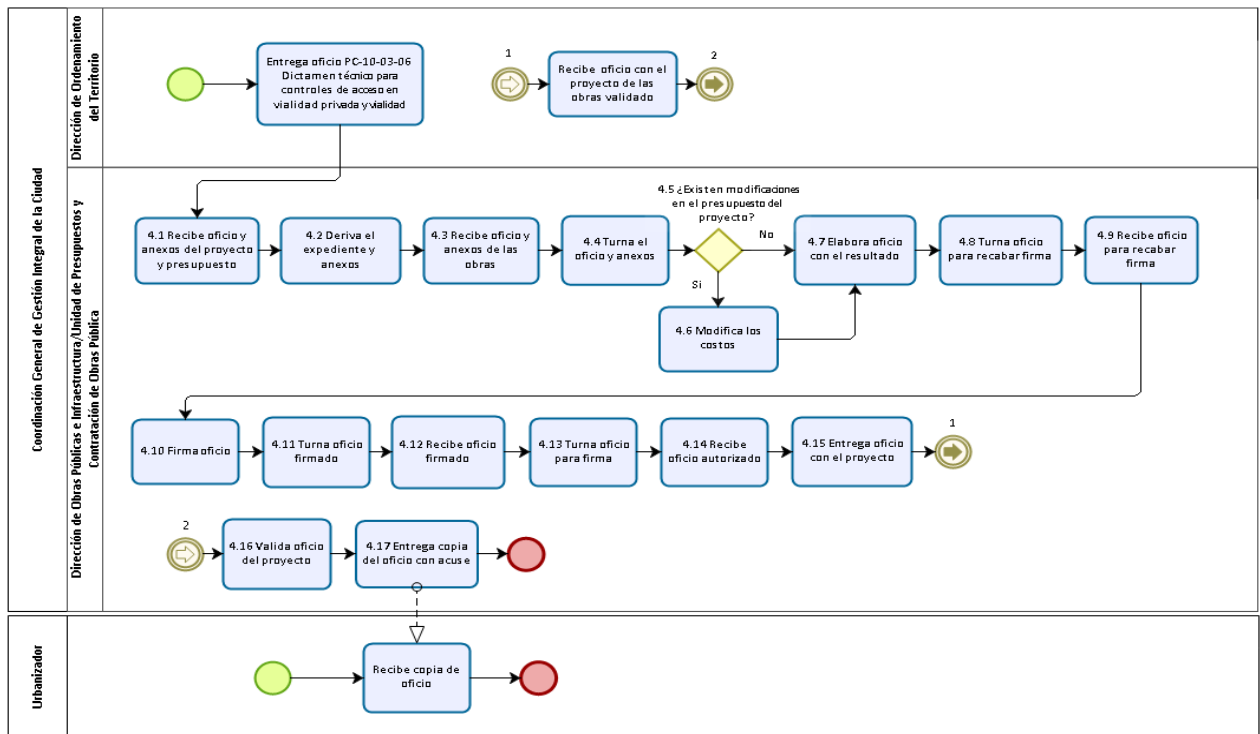 Coordinación General de Gestión Integral de la Ciudad
Dirección de Ordenamiento
del Territorio
Entrega oficio PC-10-03-06
Dictamen técnico para
controles de acceso en
vialidad privada y vialidad
1
Recibe oficio con el
proyecto de las
obras validado
2
Dirección de Obras Públicas e Infraestructura/Unidad de Presupuestos y
Contratación de Obras Pública
4.1 Recibe oficio y
anexos del proyecto
y presupuesto
4.2 Deriva el
expediente y
anexos
4.3 Recibe oficio y
anexos de las
obras
4.4 Turna el
oficio y anexos
4.5 ¿Existen modificaciones
en el presupuesto del
proyecto?
No
Si
4.6 Modifica los
costos
4.7 Elabora oficio
con el resultado
4.8 Turna oficio
para recabar firma
4.9 Recibe oficio
para recabar
firma
4.10 Firma oficio
4.11 Turna oficio
firmado
4.12 Recibe oficio
firmado
4.13 Turna oficio
para firma
4.14 Recibe
oficio autorizado
4.15 Entrega oficio
con el proyecto
1
2
4.16 Valida oficio
del proyecto
4.17 Entrega copia
del oficio con acuse
Urbanizador
Recibe copia de
oficio